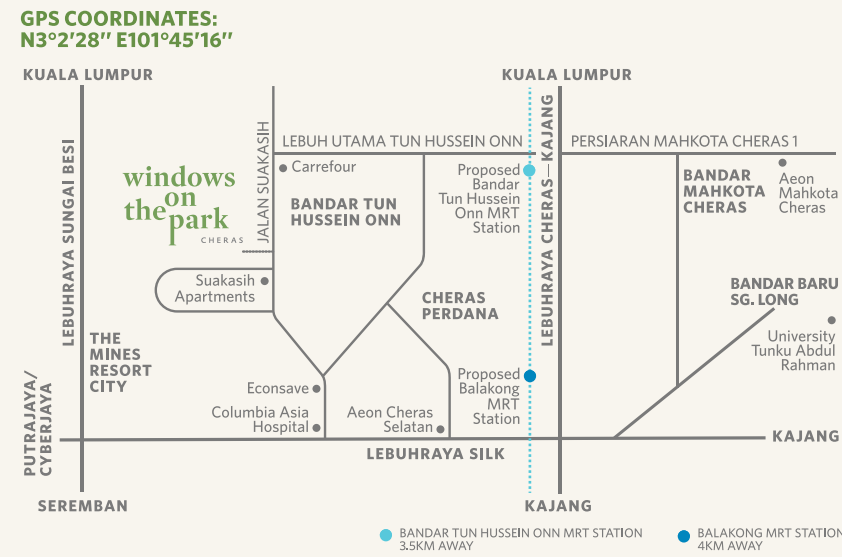 GPS COORDINATES:
N3°2'28" E101°45'16"
KUALA LUMPUR
KUALA LUMPUR
LEBUHRAYA SUNGAI BESI
windows
on
the park
CHERAS
JALAN SUAKASIH
LEBUH UTAMA TUN HUSSEIN ONN
PERSIARAN MAHKOTA CHERAS 1
Carrefour
BANDAR TUN
HUSSEIN ONN
Proposed
Bandar
Tun Hussein
Onn MRT
Station
LEBUHRAYA CHERAS—KAJANG
BANDAR
MAHKOTA
CHERAS
Aeon
Mahkota
Cheras
Suakasih
Apartments
CHERAS
PERDANA
BANDAR BARU
SG. LONG
University
Tunku Abdul
Rahman
THE
MINES
RESORT
CITY
Econsave
Columbia Asia
Hospital
Aeon Cheras
Selatan
Proposed
Balakong
MRT
Station
PUTRAJAYA/
CYBERJAYA
LEBUHRAYA SILK
KAJANG
SEREMBAN
KAJANG
BANDAR TUN HUSSEIN ONN MRT STATION
3.5KM AWAY
BALAKONG MRT STATION
4KM AWAY